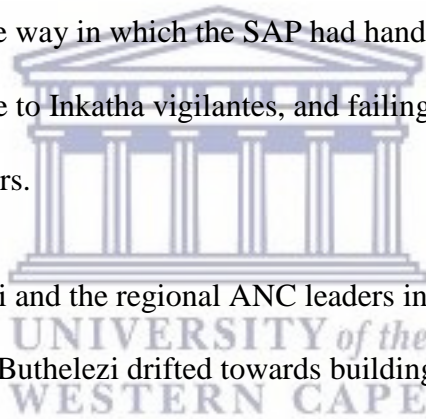 e way in which the SAP had hand
e to Inkatha vigilantes, and failing
rs.
i and the regional ANC leaders in
UNIVERSITY of the
Buthelezi drifted towards building
WESTERN CAPE